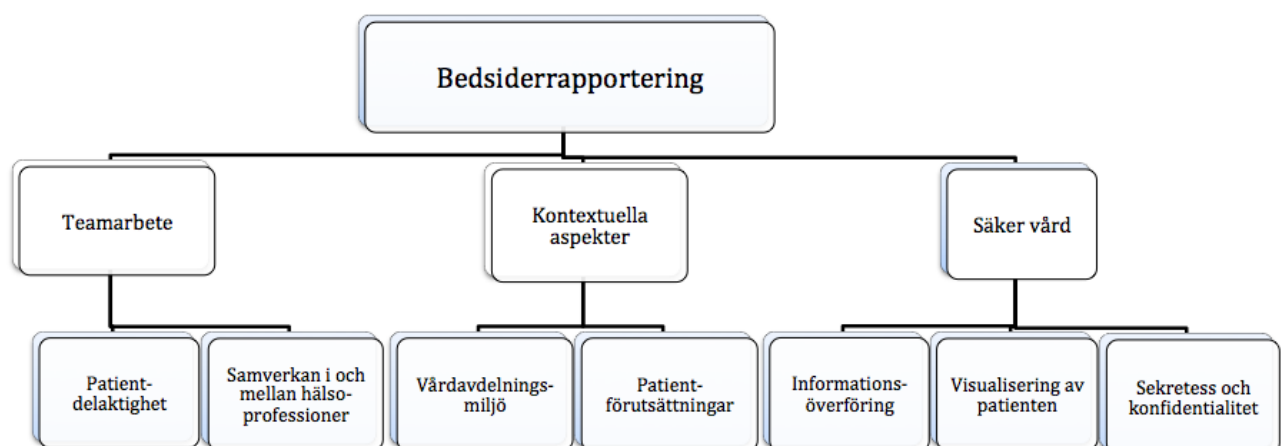 Bedsiderrapportering
Teamarbete
Kontextuella
aspekter
Säker vård
Patient-
delaktighet
Samverkan i och
mellan hälso-
professioner
Vårdavdelnings-
miljö
Patient-
förutsättningar
Informations-
överföring
Visualisering av
patienten
Sekretess och
konfidentialitet